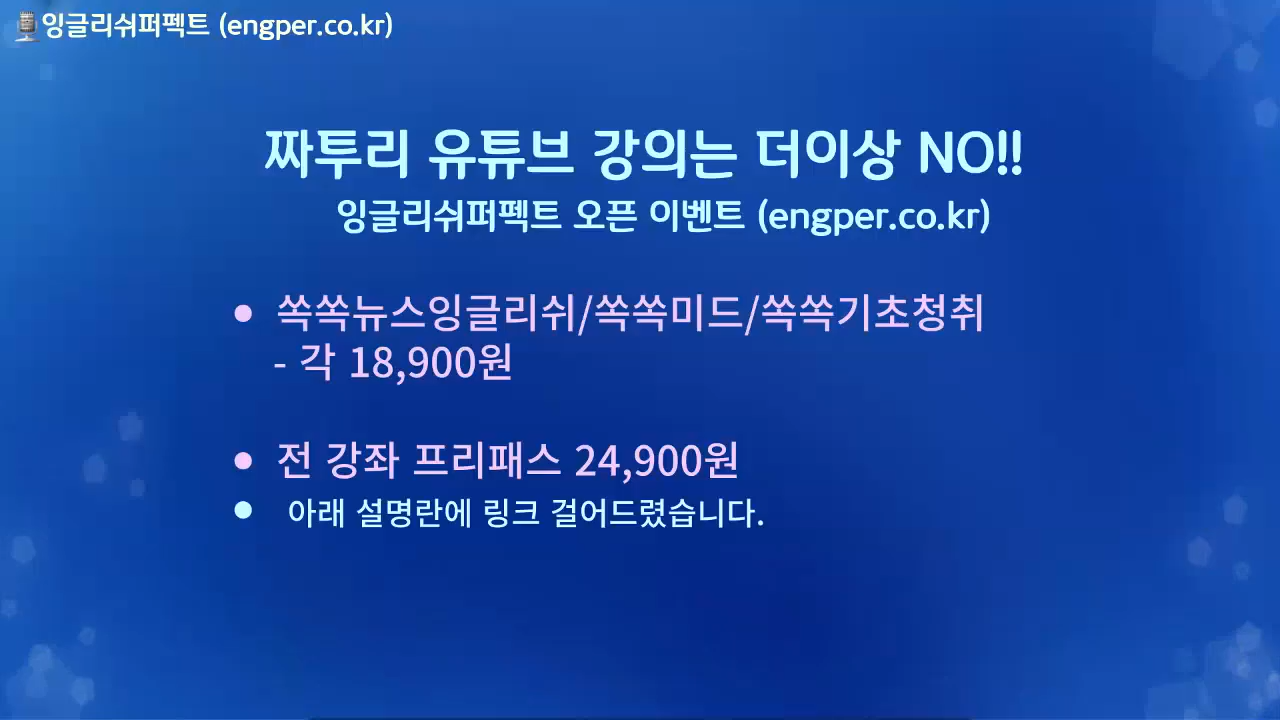 잉글리쉬퍼펙트 (engper.co.kr)
짜투리 유튜브 강의는 더이상 NO!!
잉글리쉬퍼펙트 오픈 이벤트 (engper.co.kr)
• 쏙쏙뉴스잉글리쉬/쏙쏙미드/쏙쏙기초청취
- 각 18,900원
• 전 강좌 프리패스 24,900원
• 아래 설명란에 링크 걸어드렸습니다.